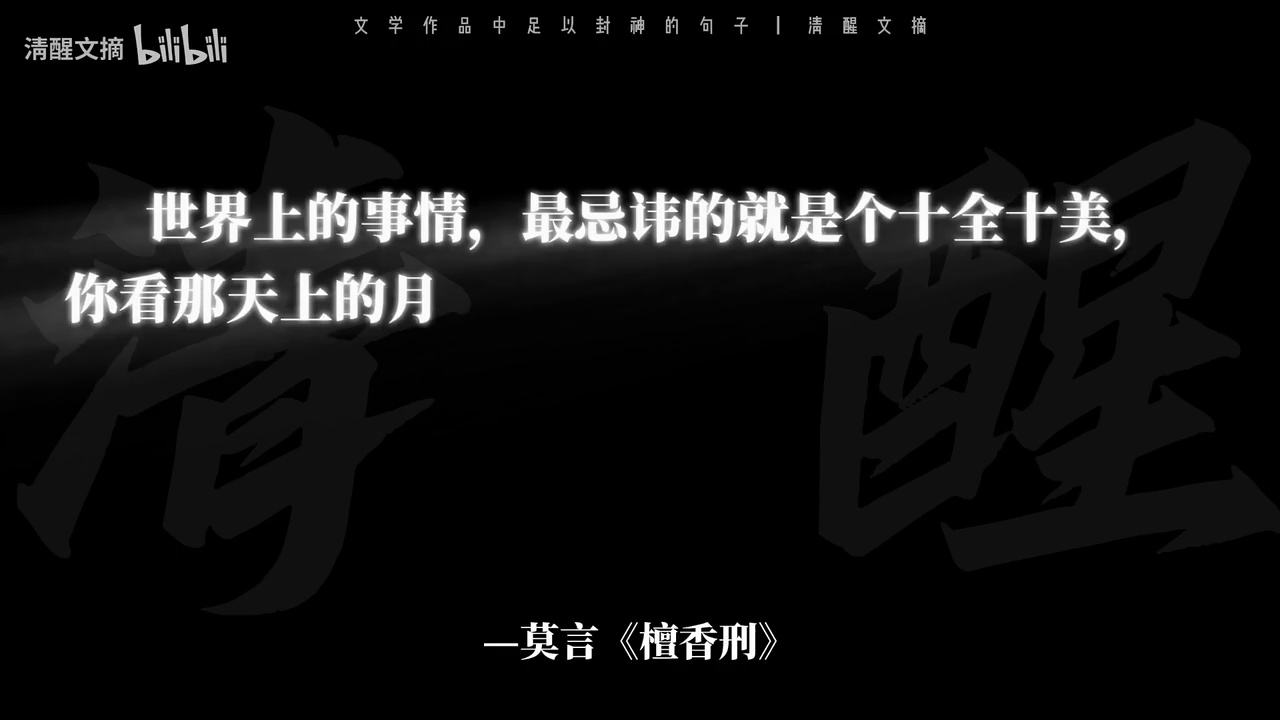 文学作品中足以封神的句子 | 清醒文摘
清醒文摘 bilibili
清醒
世界上的事情，最忌讳的就是个十全十美，
你看那天上的月
—莫言《檀香刑》